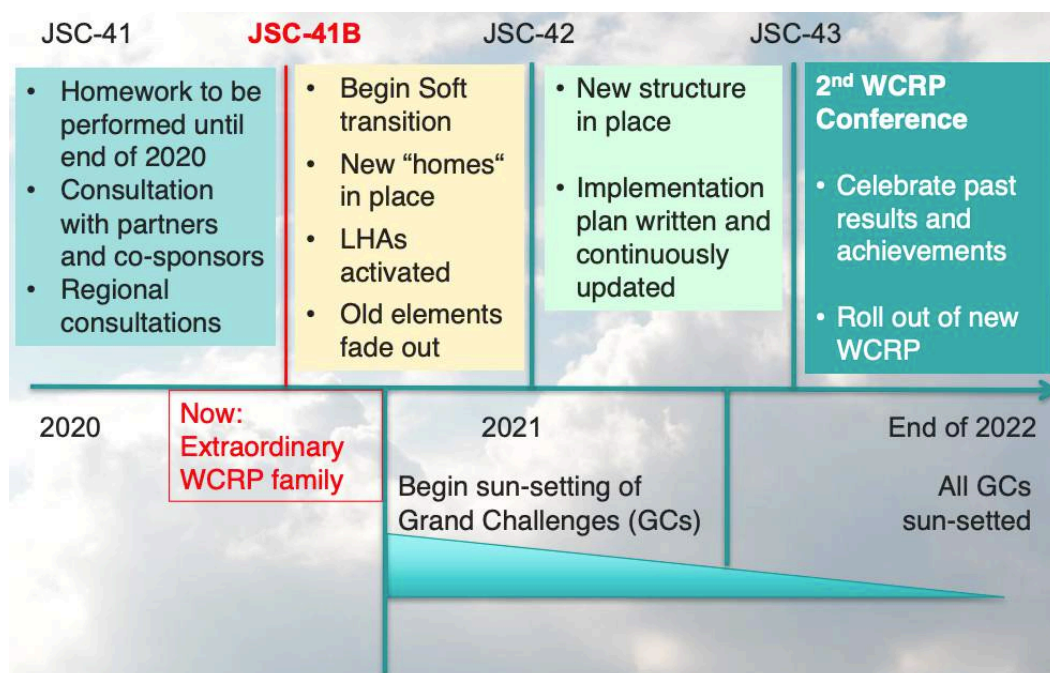 JSC-41
JSC-41B
JSC-42
JSC-43
• Homework to be
performed until
end of 2020
• Consultation
with partners
and co-sponsors
• Regional
consultations
• Begin Soft
transition
• New “homes“
in place
• LHAs
activated
• Old elements
fade out
• New structure
in place
• Implementation
plan written and
continuously
updated
2nd WCRP
Conference
• Celebrate past
results and
achievements
• Roll out of new
WCRP
2020
Now:
Extraordinary
WCRP family
2021
End of 2022
Begin sun-setting of
Grand Challenges (GCs)
All GCs
sun-setted